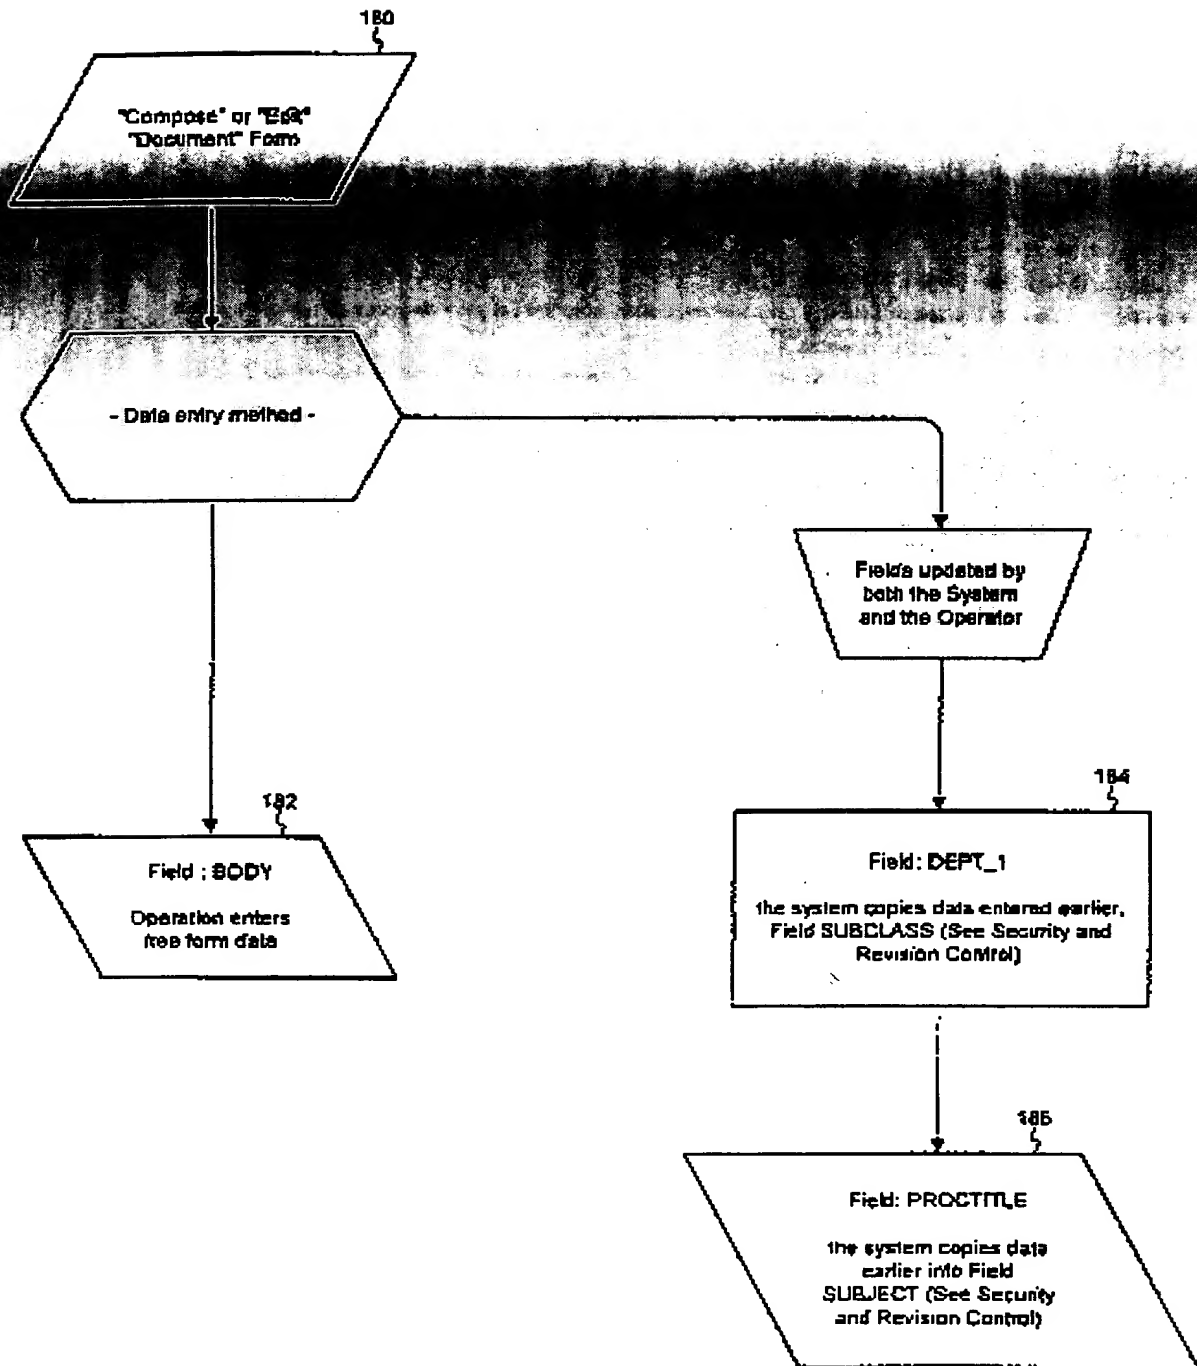 180
"Compose" or "Edit"
"Document" Form
- Data entry method -
Fields updated by
both the System
and the Operator
182
Field : BODY
Operation enters
free form data
184
Field: DEPT_1
the system copies data entered earlier,
Field SUBCLASS (See Security and
Revision Control)
186
Field: PROCTITLE
the system copies data
earlier into Field
SUBJECT (See Security
and Revision Control)